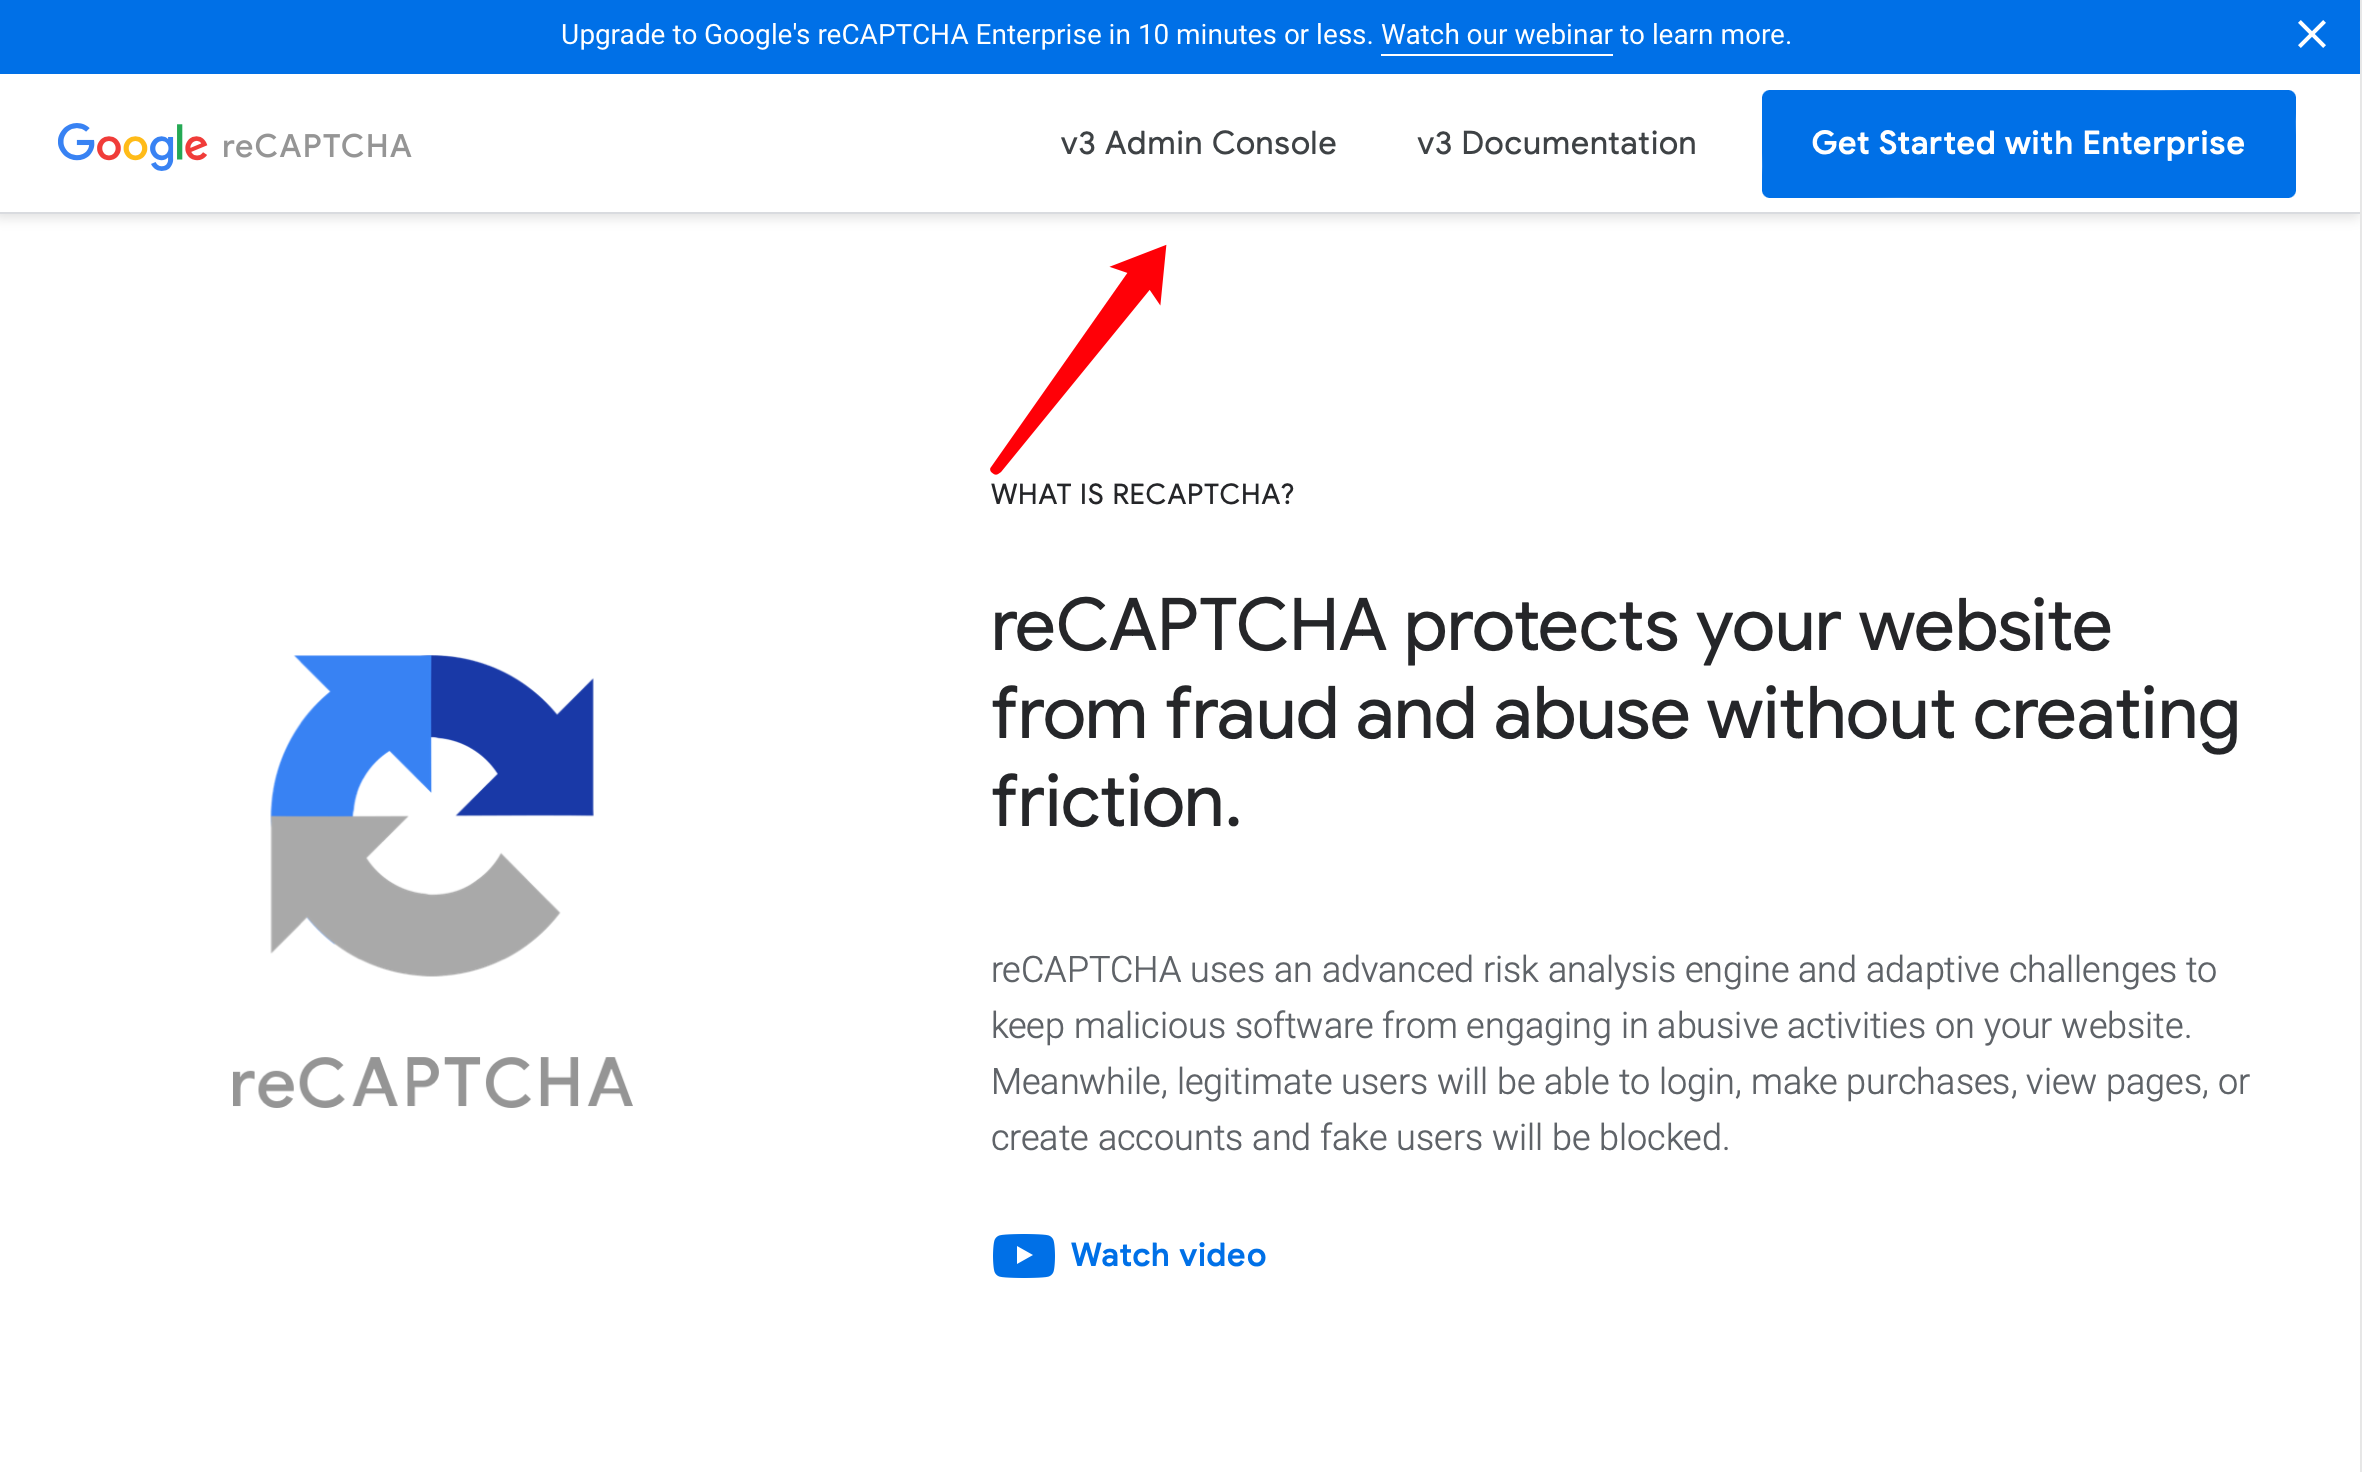 Upgrade to Google's reCAPTCHA Enterprise in 10 minutes or less. Watch our webinar to learn more.
Google reCAPTCHA
v3 Admin Console
v3 Documentation
Get Started with Enterprise
WHAT IS RECAPTCHA?
reCAPTCHA protects your website
from fraud and abuse without creating
friction.
reCAPTCHA
reCAPTCHA uses an advanced risk analysis engine and adaptive challenges to
keep malicious software from engaging in abusive activities on your website.
Meanwhile, legitimate users will be able to login, make purchases, view pages, or
create accounts and fake users will be blocked.
Watch video